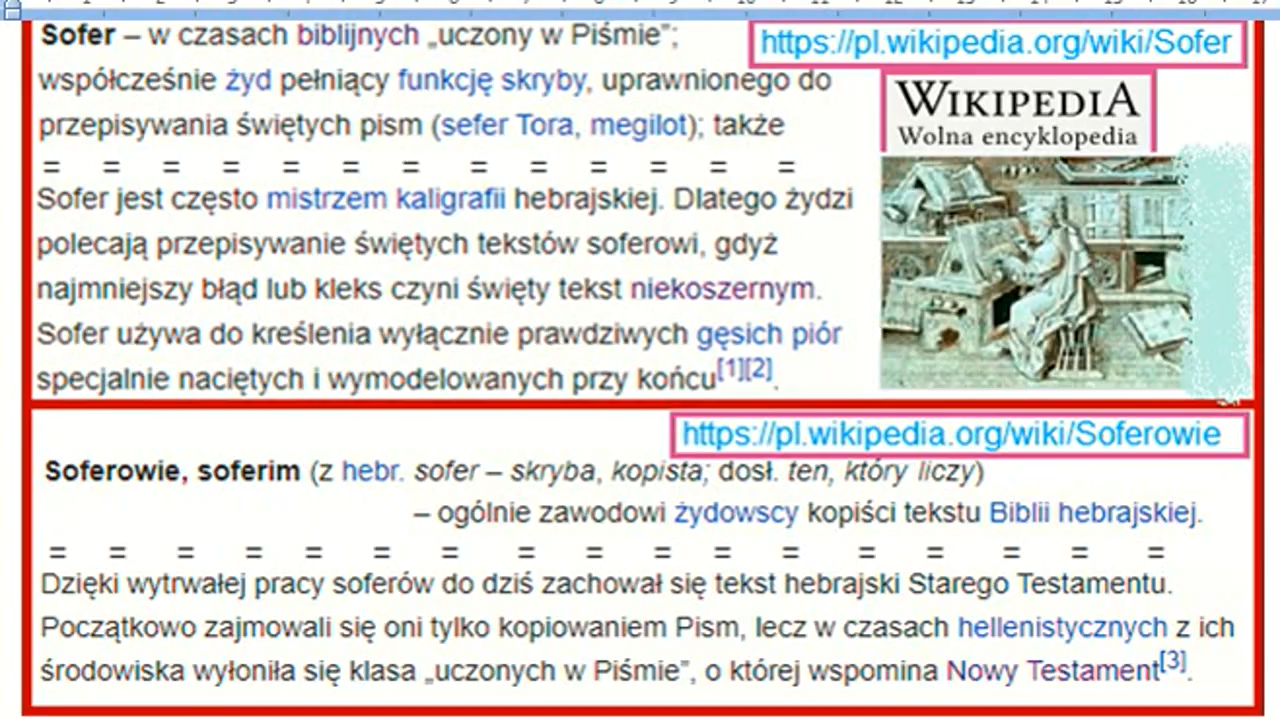 Sofer – w czasach biblijnych „uczony w Piśmie”;
https://pl.wikipedia.org/wiki/Sofer
współcześnie żyd pełniący funkcję skryby, uprawnionego do
WIKIPEDIA
Wolna encyklopedia
przepisywania świętych pism (sefer Tora, megilot); także
= = = = = = = = = = = = =
Sofer jest często mistrzem kaligrafii hebrajskiej. Dlatego żydzi
polecają przepisywanie świętych tekstów soferowi, gdyż
najmniejszy błąd lub kleks czyni święty tekst niekoszernym.
Sofer używa do kreślenia wyłącznie prawdziwych gęsich piór
specjalnie naciętych i wymodelowanych przy końcu[1][2].
https://pl.wikipedia.org/wiki/Soferowie
Soferowie, soferim (z hebr. sofer – skryba, kopista; dosł. ten, który liczy)
– ogólnie zawodowi żydowscy kopiści tekstu Biblii hebrajskiej.
= = = = = = = = = = = = = = = = =
Dzięki wytrwałej pracy soferów do dziś zachował się tekst hebrajski Starego Testamentu.
Początkowo zajmowali się oni tylko kopiowaniem Pism, lecz w czasach hellenistycznych z ich
środowiska wyłoniła się klasa „uczonych w Piśmie”, o której wspomina Nowy Testament[3].